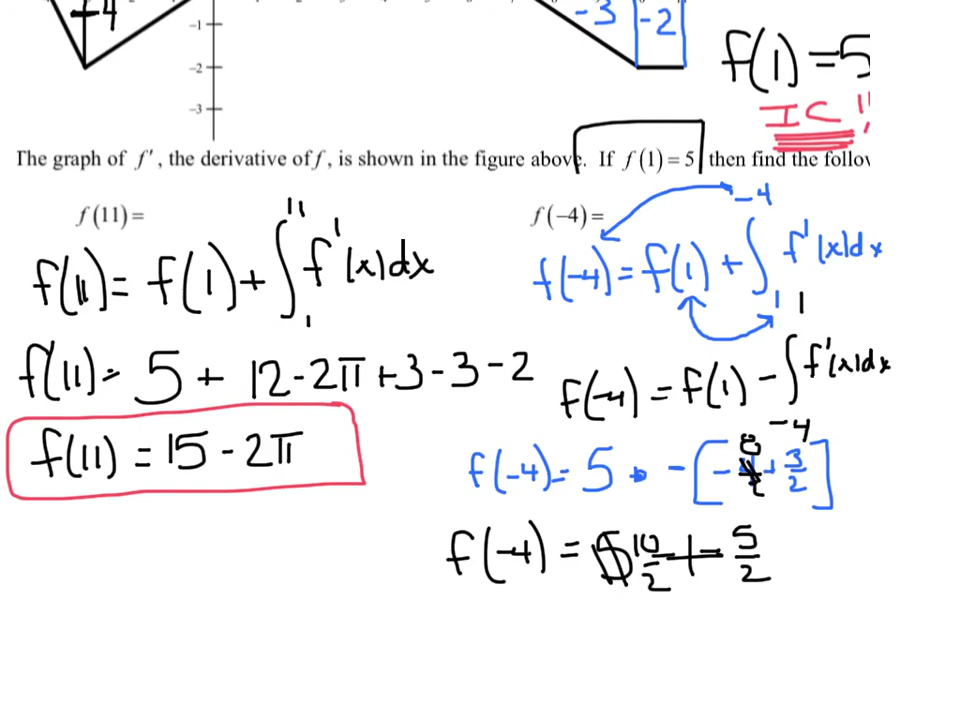 -4
-1
-2
-3
-3
-2
f(1)=5
IC!!
The graph of f', the derivative of f, is shown in the figure above. If f(1)=5, then find the follov
f(11)=
f(-4)=
f(11)= f(1)+∫₁¹¹ f'(x)dx
f(-4)= f(1)+∫₁⁻⁴ f'(x)dx
f(11)= 5 + 12-2π+3-3-2
f(-4)=f(1)-∫₋₄¹ f'(x)dx
f(11)=15-2π
f(-4)=5 - [-8/2+3/2]
f(-4)= 10/2 + 5/2